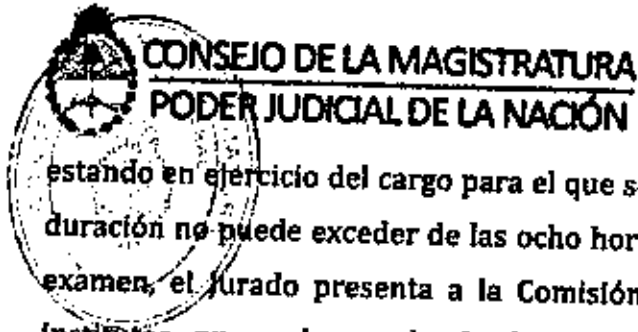 CONSEJO DE LA MAGISTRATURA
PODER JUDICIAL DE LA NACIÓN
estando en ejercicio del cargo para el que s
duración no puede exceder de las ocho hor
examen, el Jurado presenta a la Comisión